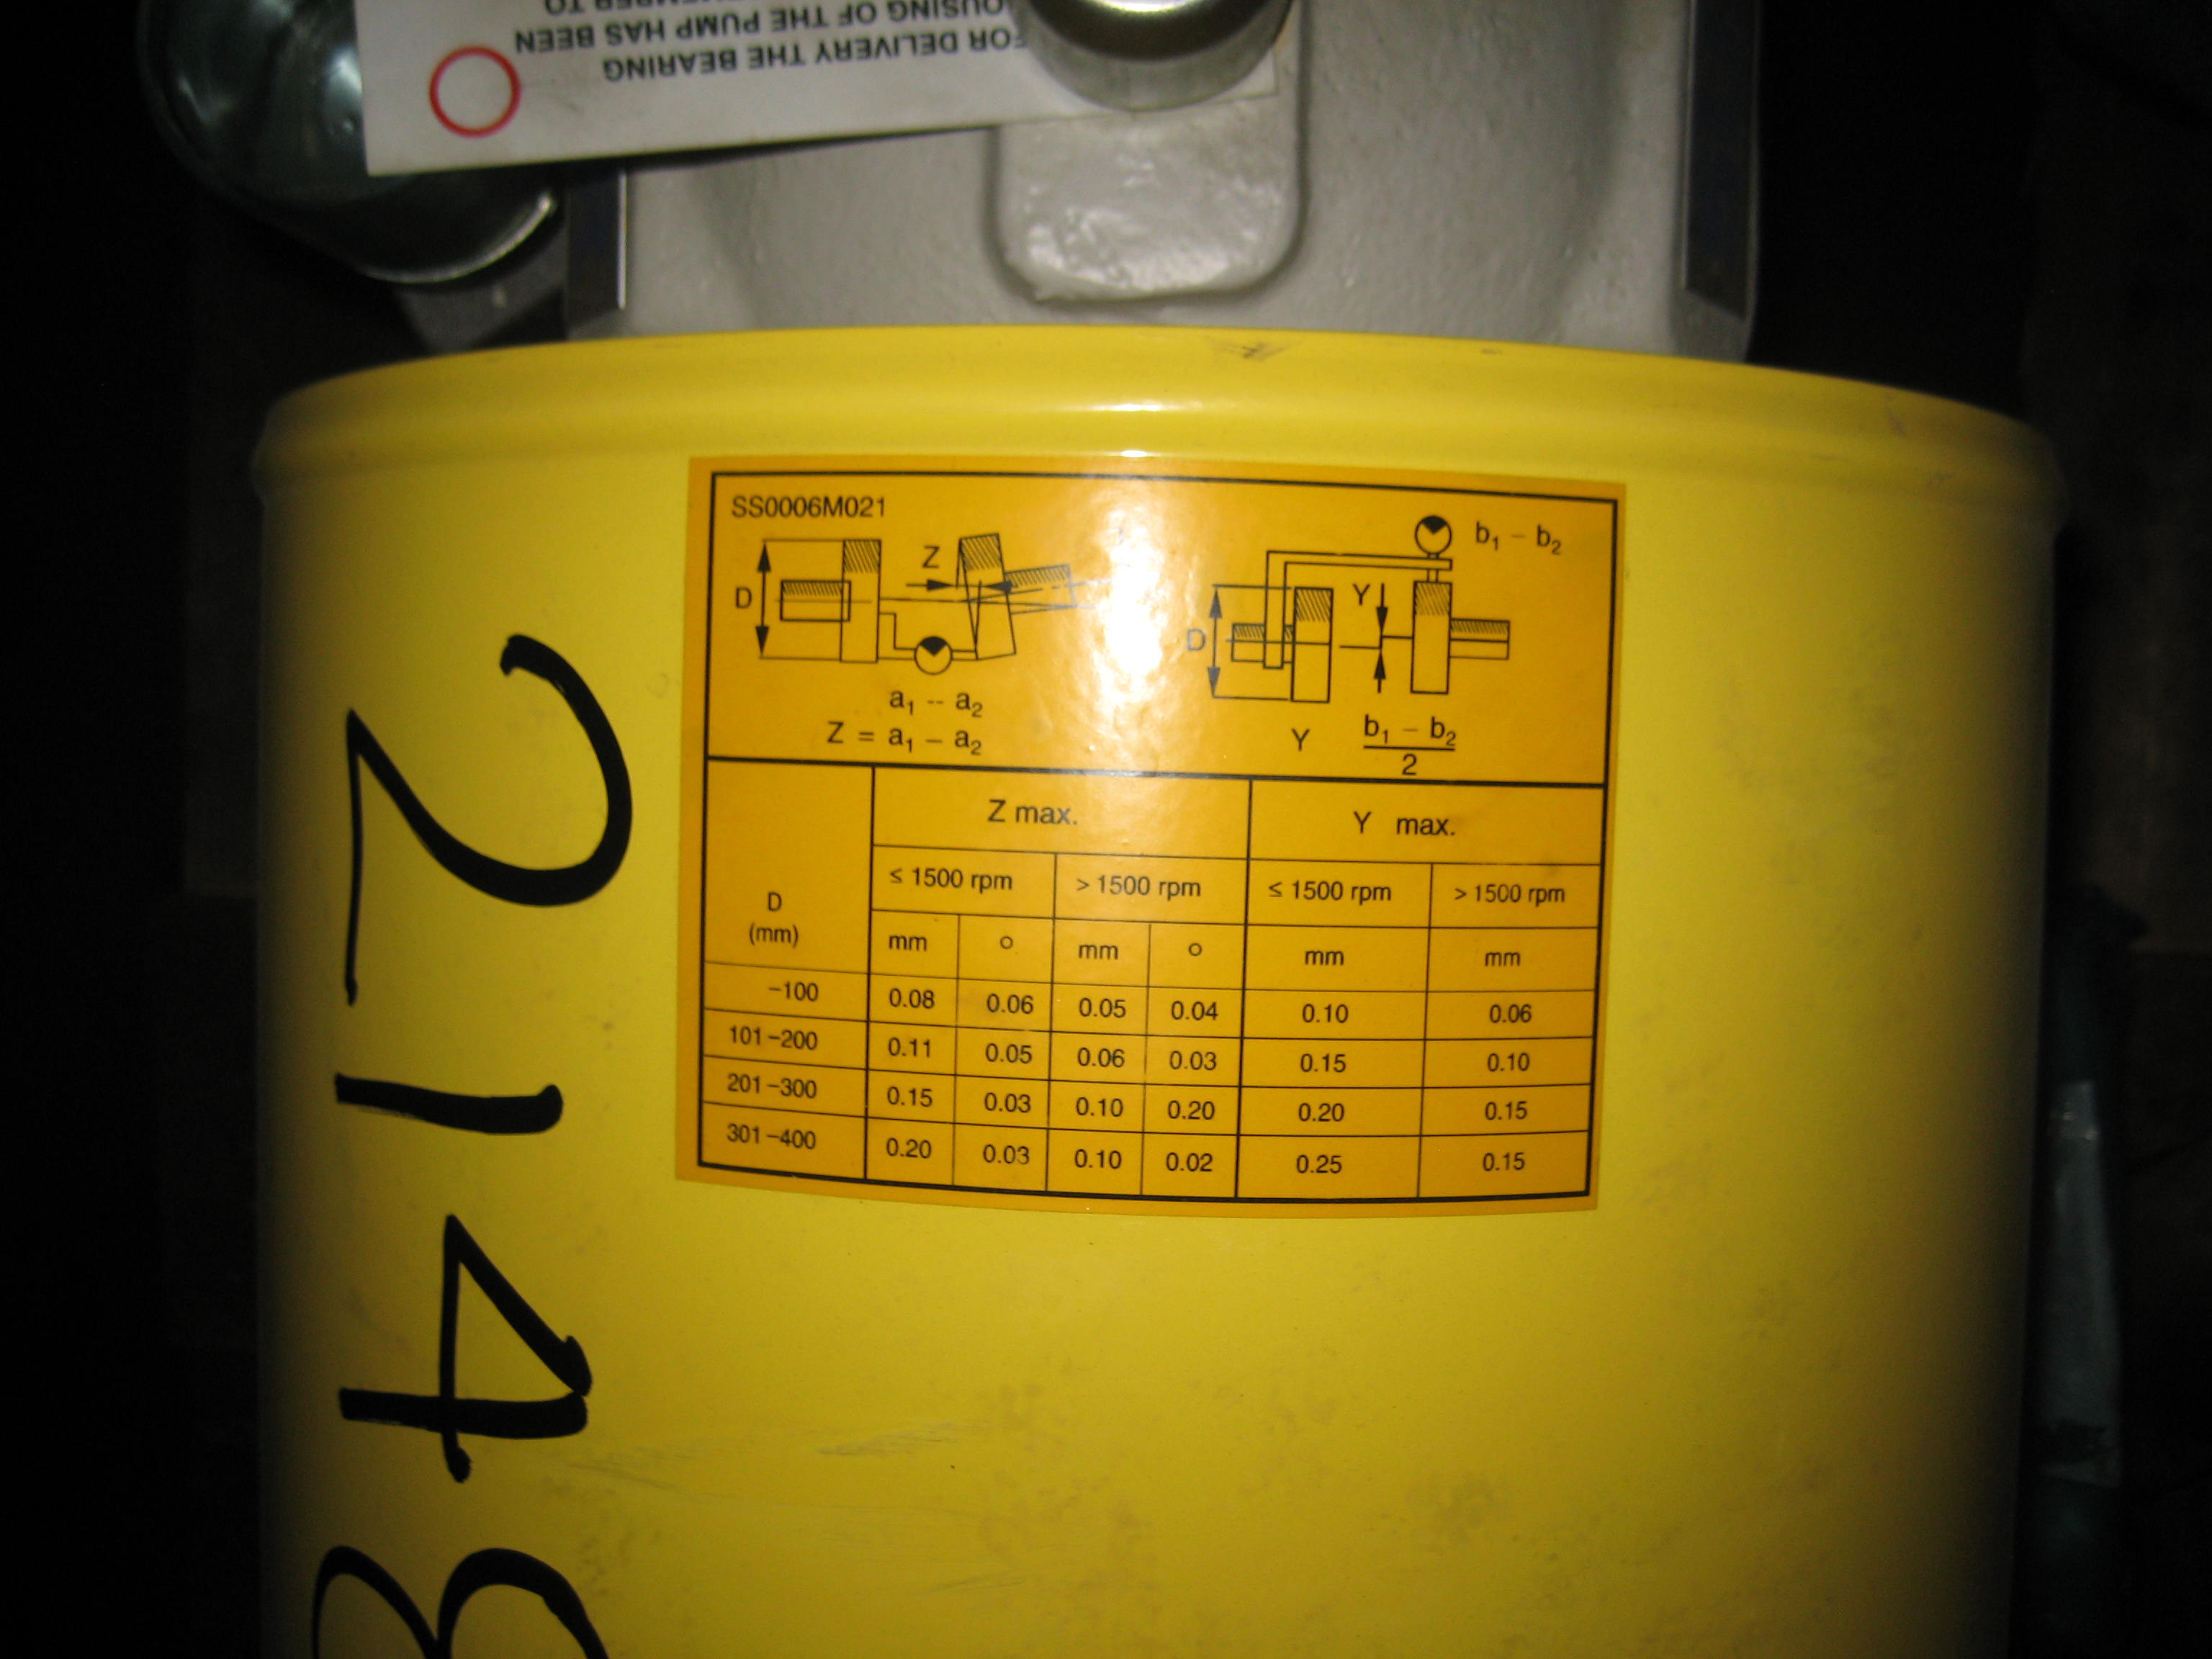 FOR DELIVERY THE BEARING
OUSING OF THE PUMP HAS BEEN
TO
SS0006M021
D
Z
a1 -- a2
Z = a1 – a2
b1 – b2
D
Y
Y b1 – b2
2
D
(mm)
Z max. Y max.
≤ 1500 rpm > 1500 rpm ≤ 1500 rpm > 1500 rpm
mm ○ mm ○ mm mm
–100 0.08 0.06 0.05 0.04 0.10 0.06
101–200 0.11 0.05 0.06 0.03 0.15 0.10
201–300 0.15 0.03 0.10 0.20 0.20 0.15
301–400 0.20 0.03 0.10 0.02 0.25 0.15
2148